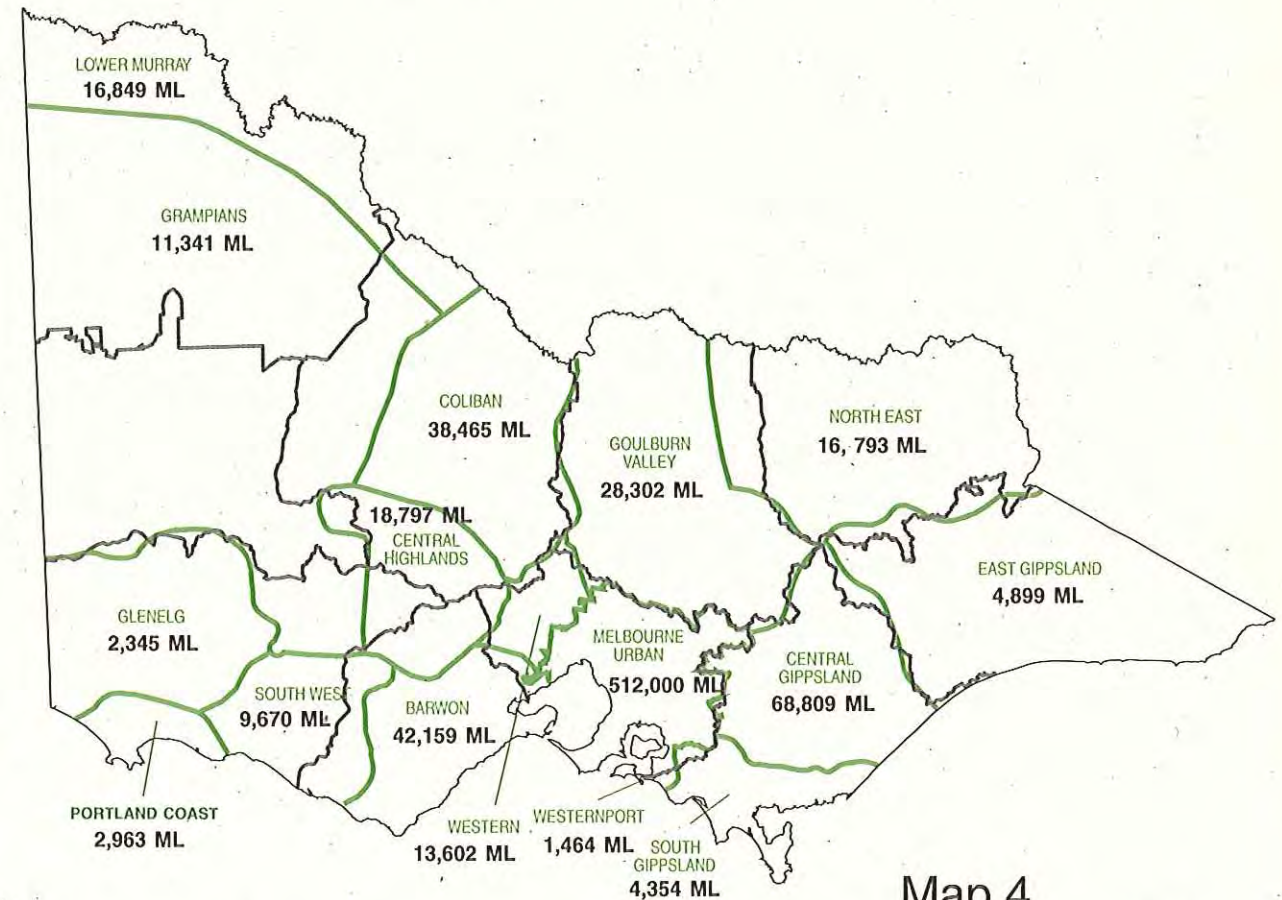 LOWER MURRAY
16,849 ML
GRAMPIANS
11,341 ML
COLIBAN
38,465 ML
GOULBURN
VALLEY
28,302 ML
NORTH EAST
16, 793 ML
18,797 ML
CENTRAL
HIGHLANDS
EAST GIPPSLAND
4,899 ML
GLENELG
2,345 ML
MELBOURNE
URBAN
512,000 ML
CENTRAL
GIPPSLAND
68,809 ML
SOUTH WEST
9,670 ML
BARWON
42,159 ML
PORTLAND COAST
2,963 ML
WESTERN
13,602 ML
WESTERNPORT
1,464 ML
SOUTH
GIPPSLAND
4,354 ML
Map 4